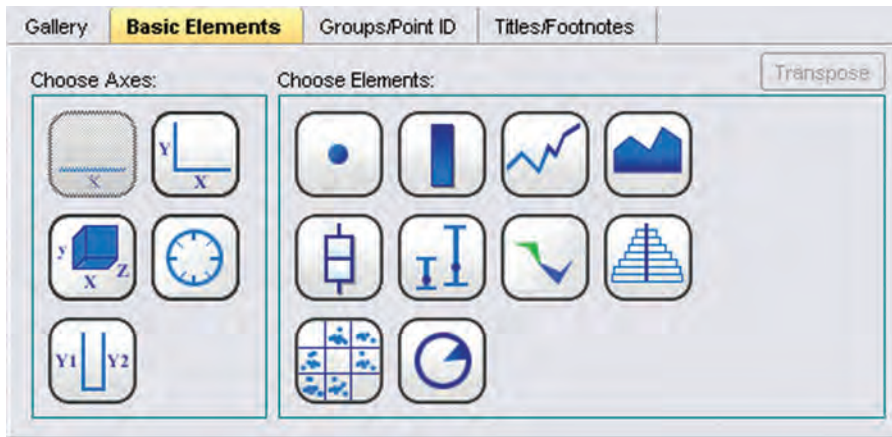 Gallery Basic Elements Groups/Point ID Titles/Footnotes
Choose Axes: Choose Elements: Transpose
X
Y
X
y
X
Z
Y1 Y2